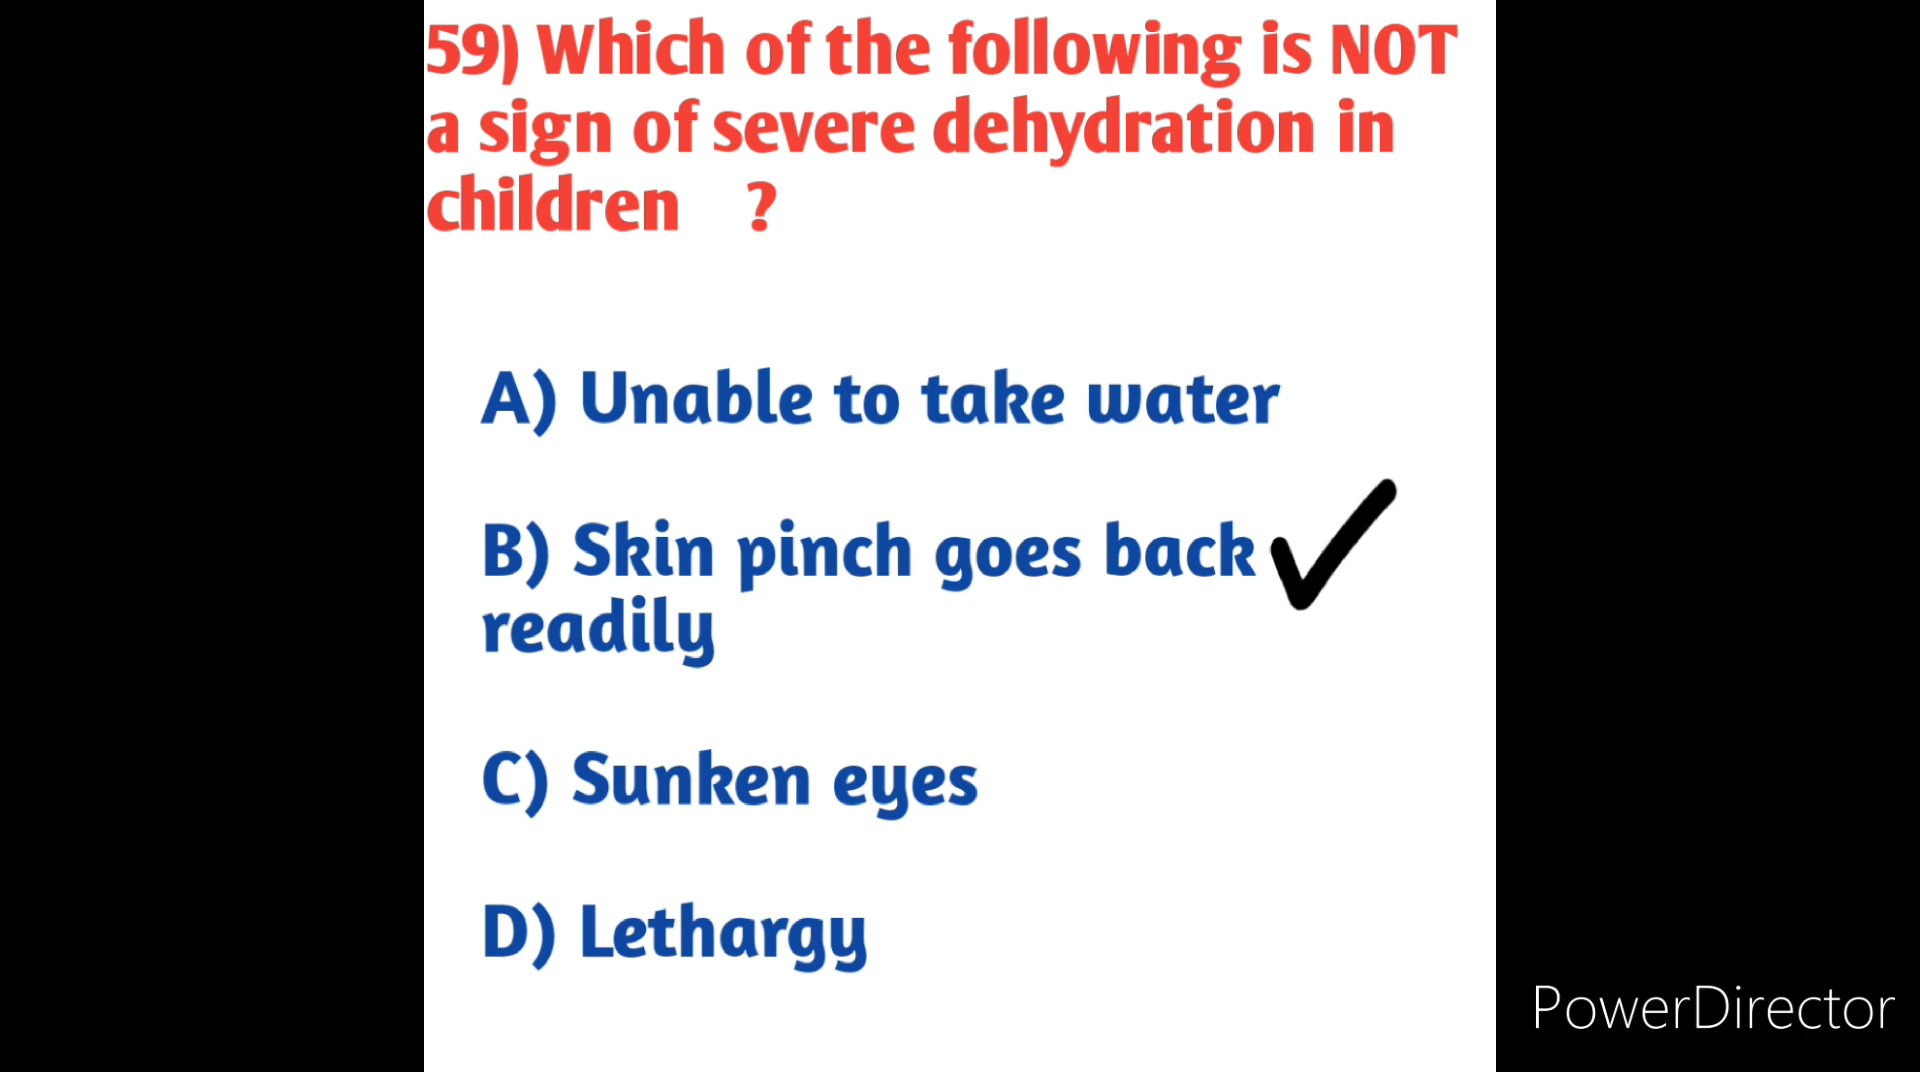 59) Which of the following is NOT
a sign of severe dehydration in
children ?
A) Unable to take water
B) Skin pinch goes back
readily
C) Sunken eyes
D) Lethargy
PowerDirector